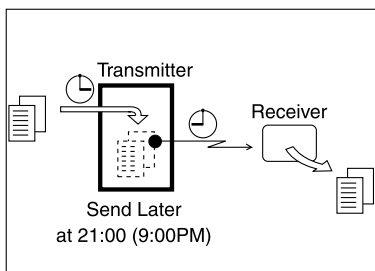 Transmitter
Receiver
Send Later
at 21:00 (9:00PM)